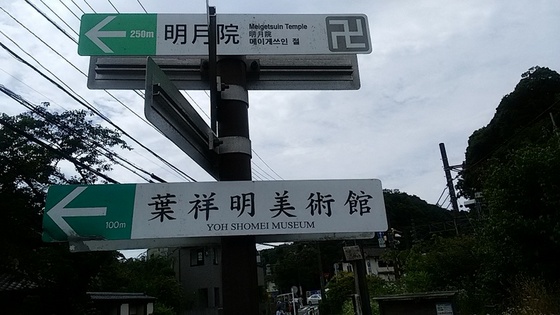 250m 明月院 Meigetsuin Temple 卍
明月院
메이게쓰인 절
100m 葉祥明美術館
YOH SHOMEI MUSEUM